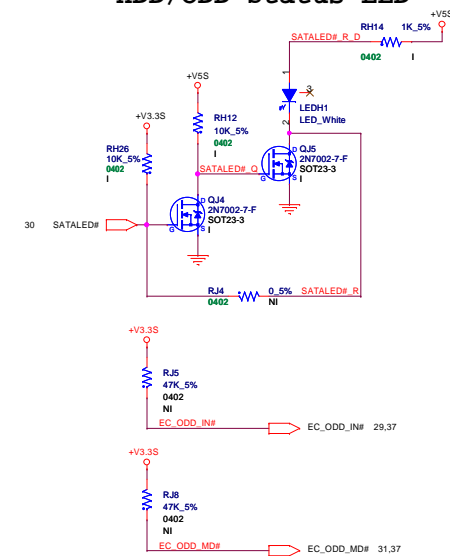 HDD/ODD Status LED
+V5S
RH14 1K_5%
SATALED#_R_D
0402 I
1
3
LEDH1
LED_White
2
+V5S
RH12
10K_5%
0402
I
+V3.3S
RH26
10K_5%
0402
I
SATALED#_Q
D
QJ5
2N7002-7-F
SOT23-3
G
S
I
D
QJ4
2N7002-7-F
SOT23-3
G
S
I
30 SATALED#
RJ4 0_5% SATALED#_R
0402 NI
+V3.3S
RJ5
47K_5%
0402
NI
EC_ODD_IN#
EC_ODD_IN# 29,37
+V3.3S
RJ8
47K_5%
0402
NI
EC_ODD_MD#
EC_ODD_MD# 31,37